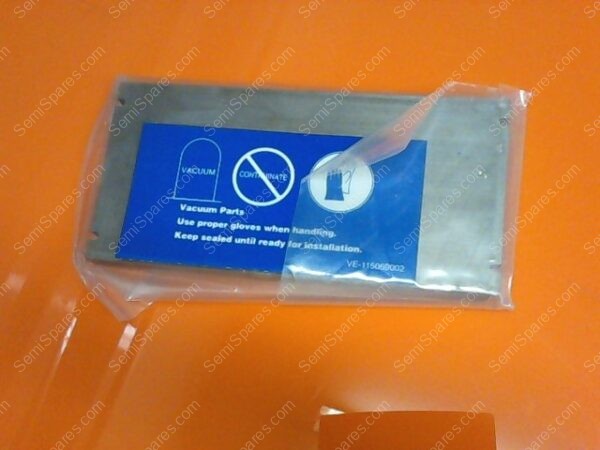 VACUUM
CONTAMINATE
Vacuum Parts
Use proper gloves when handling.
Keep sealed until ready for installation.
VE-115069002
SemiSpares.com